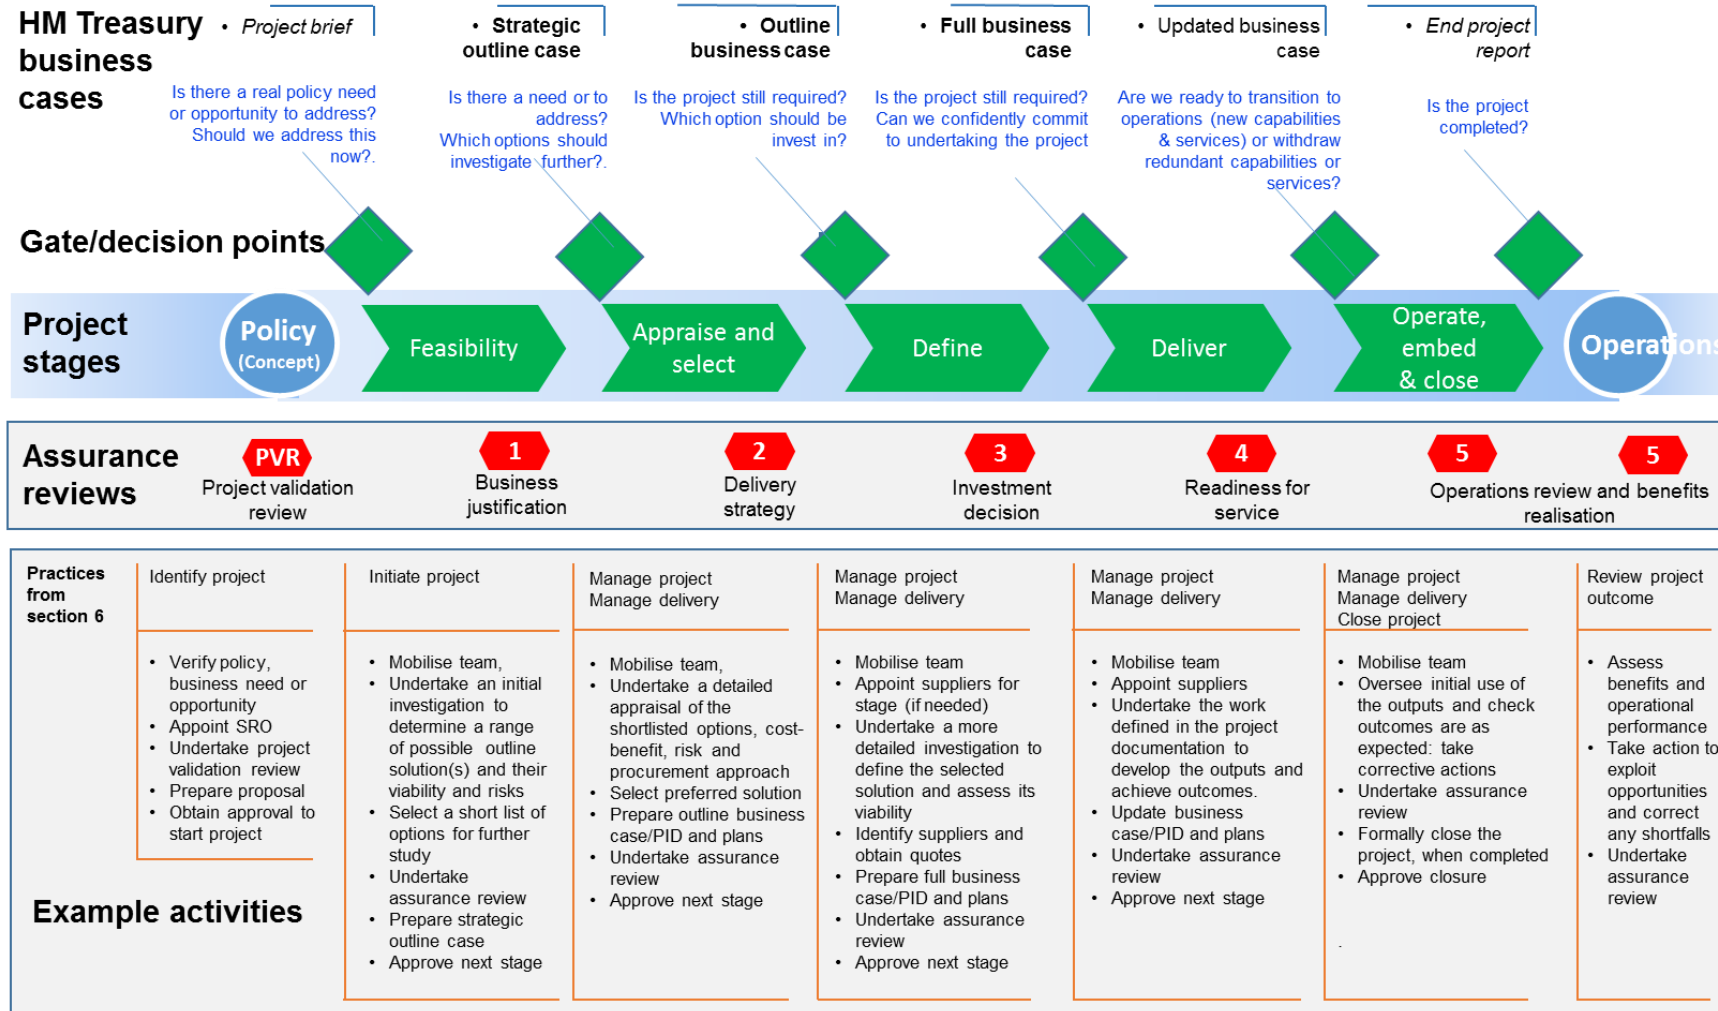 HM Treasury
business
cases
• Project brief
• Strategic
outline case
• Outline
business case
• Full business
case
• Updated business
case
• End project
report
Is there a real policy need
or opportunity to address?
Should we address this
now?.
Is there a need or to
address?
Which options should
investigate further?.
Is the project still required?
Which option should be
invest in?
Is the project still required?
Can we confidently commit
to undertaking the project
Are we ready to transition to
operations (new capabilities
& services) or withdraw
redundant capabilities or
services?
Is the project
completed?
Gate/decision points
Project
stages
Policy
(Concept)
Feasibility
Appraise and
select
Define
Deliver
Operate,
embed
& close
Operations
Assurance
reviews
PVR
Project validation
review
1
Business
justification
2
Delivery
strategy
3
Investment
decision
4
Readiness for
service
5
5
Operations review and benefits
realisation
Practices
from
section 6
Identify project
Initiate project
Manage project
Manage delivery
Manage project
Manage delivery
Manage project
Manage delivery
Manage project
Manage delivery
Close project
Review project
outcome
Example activities
• Verify policy,
business need or
opportunity
• Appoint SRO
• Undertake project
validation review
• Prepare proposal
• Obtain approval to
start project
• Mobilise team,
• Undertake an initial
investigation to
determine a range
of possible outline
solution(s) and their
viability and risks
• Select a short list of
options for further
study
• Undertake
assurance review
• Prepare strategic
outline case
• Approve next stage
• Mobilise team,
• Undertake a detailed
appraisal of the
shortlisted options, cost-
benefit, risk and
procurement approach
• Select preferred solution
• Prepare outline business
case/PID and plans
• Undertake assurance
review
• Approve next stage
• Mobilise team
• Appoint suppliers for
stage (if needed)
• Undertake a more
detailed investigation to
define the selected
solution and assess its
viability
• Identify suppliers and
obtain quotes
• Prepare full business
case/PID and plans
• Undertake assurance
review
• Approve next stage
• Mobilise team
• Appoint suppliers
• Undertake the work
defined in the project
documentation to
develop the outputs and
achieve outcomes.
• Update business
case/PID and plans
• Undertake assurance
review
• Approve next stage
• Mobilise team
• Oversee initial use of
the outputs and check
outcomes are as
expected: take
corrective actions
• Undertake assurance
review
• Formally close the
project, when completed
• Approve closure
.
• Assess
benefits and
operational
performance
• Take action to
exploit
opportunities
and correct
any shortfalls
• Undertake
assurance
review